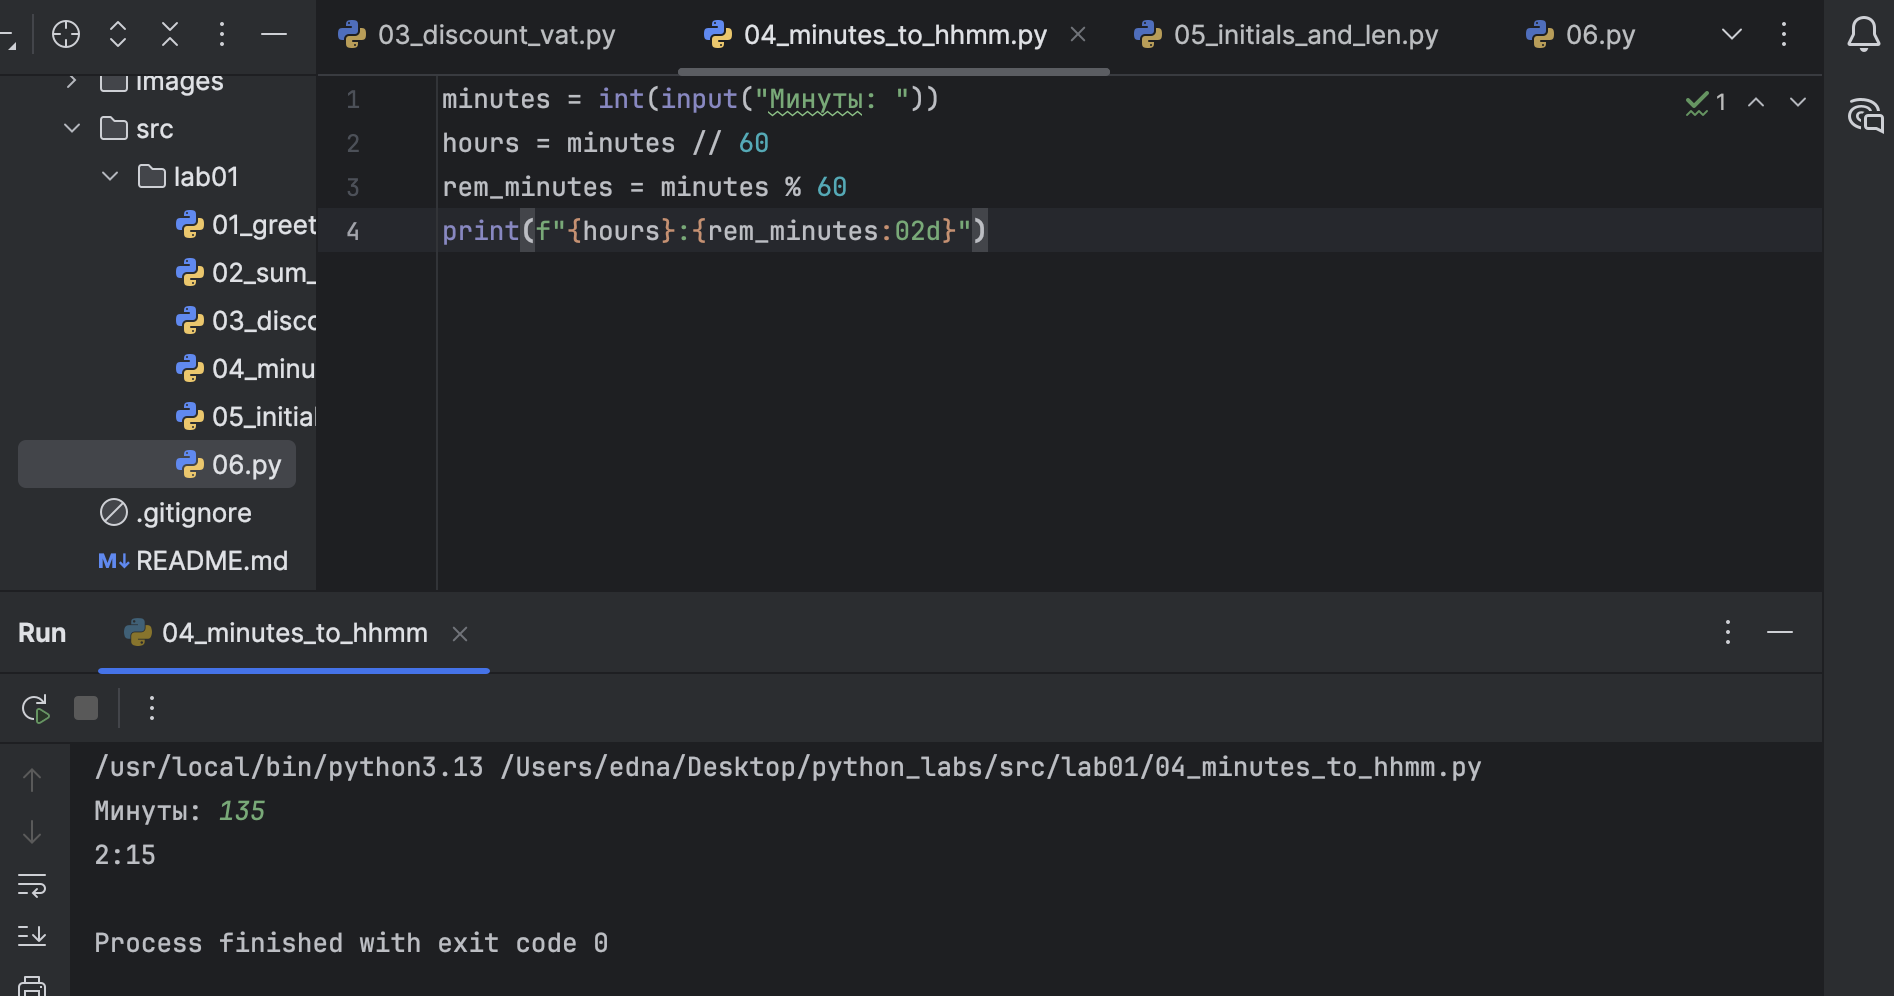 03_discount_vat.py
04_minutes_to_hhmm.py
05_initials_and_len.py
06.py
images
src
lab01
01_greet
02_sum_
03_disco
04_minu
05_initial
06.py
.gitignore
M↓ README.md
1 minutes = int(input("Минуты: "))
2 hours = minutes // 60
3 rem_minutes = minutes % 60
4 print(f"{hours}:{rem_minutes:02d}")
1
Run
04_minutes_to_hhmm
/usr/local/bin/python3.13 /Users/edna/Desktop/python_labs/src/lab01/04_minutes_to_hhmm.py
Минуты: 135
2:15
Process finished with exit code 0